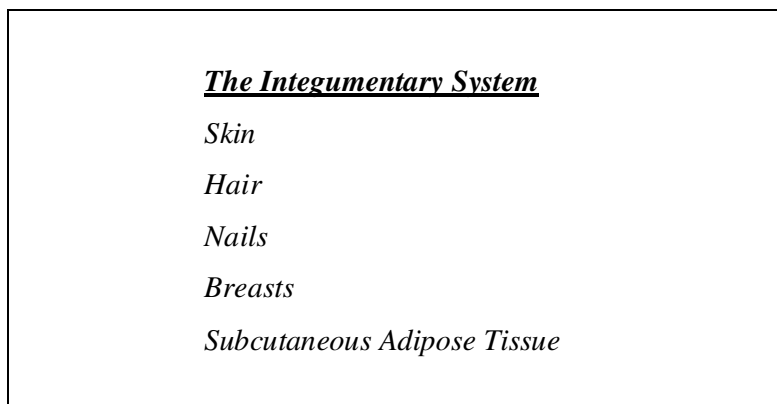 The Integumentary System
Skin
Hair
Nails
Breasts
Subcutaneous Adipose Tissue